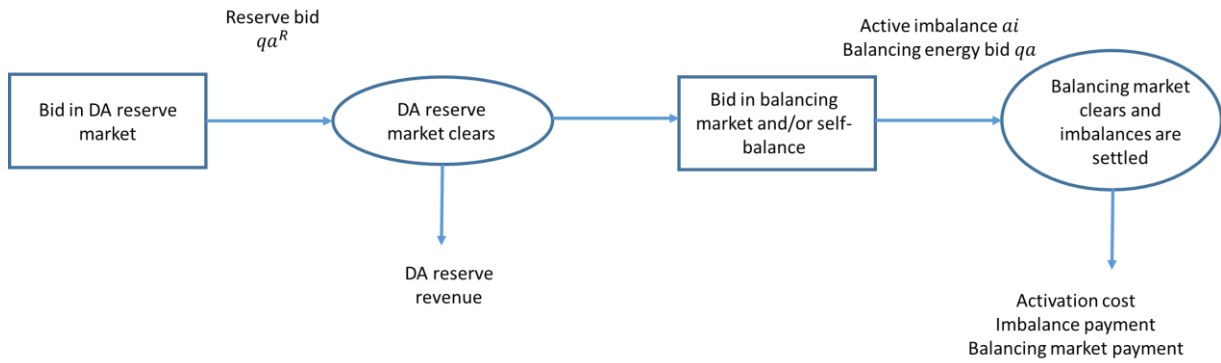 Reserve bid
qa^R
Active imbalance ai
Balancing energy bid qa
Bid in DA reserve
market
DA reserve
market clears
Bid in balancing
market and/or self-
balance
Balancing market
clears and
imbalances are
settled
DA reserve
revenue
Activation cost
Imbalance payment
Balancing market payment